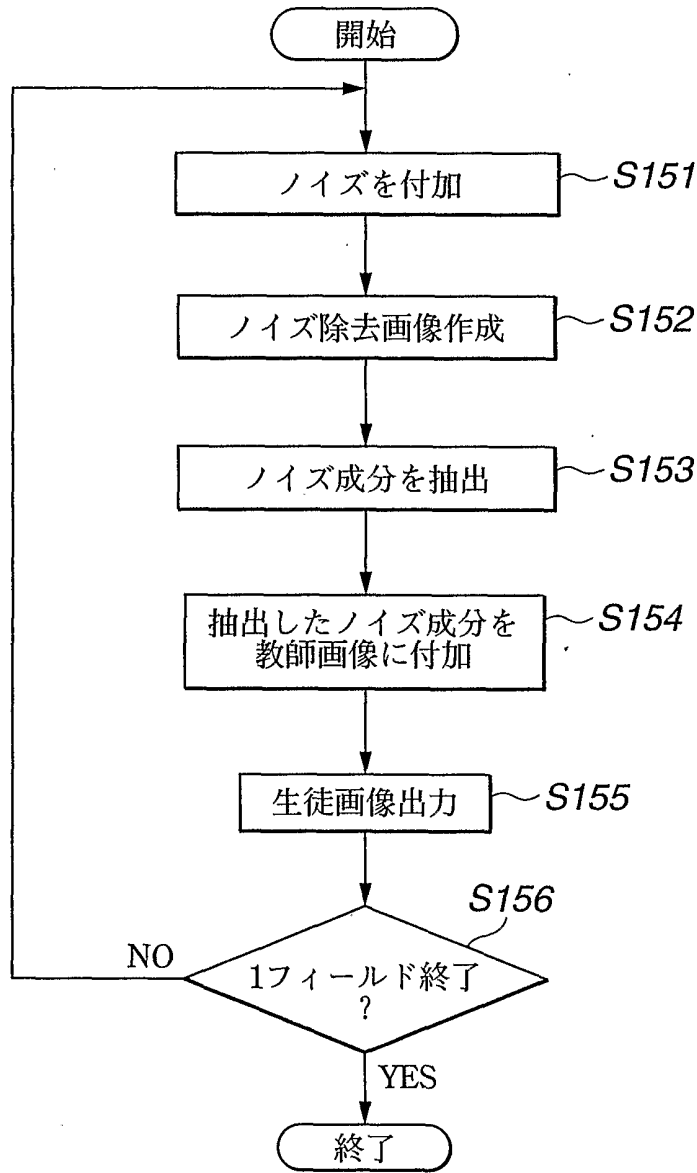 開始
ノイズを付加
S151
ノイズ除去画像作成
S152
ノイズ成分を抽出
S153
抽出したノイズ成分を
教師画像に付加
S154
生徒画像出力
S155
S156
NO
1フィールド終了
?
YES
終了